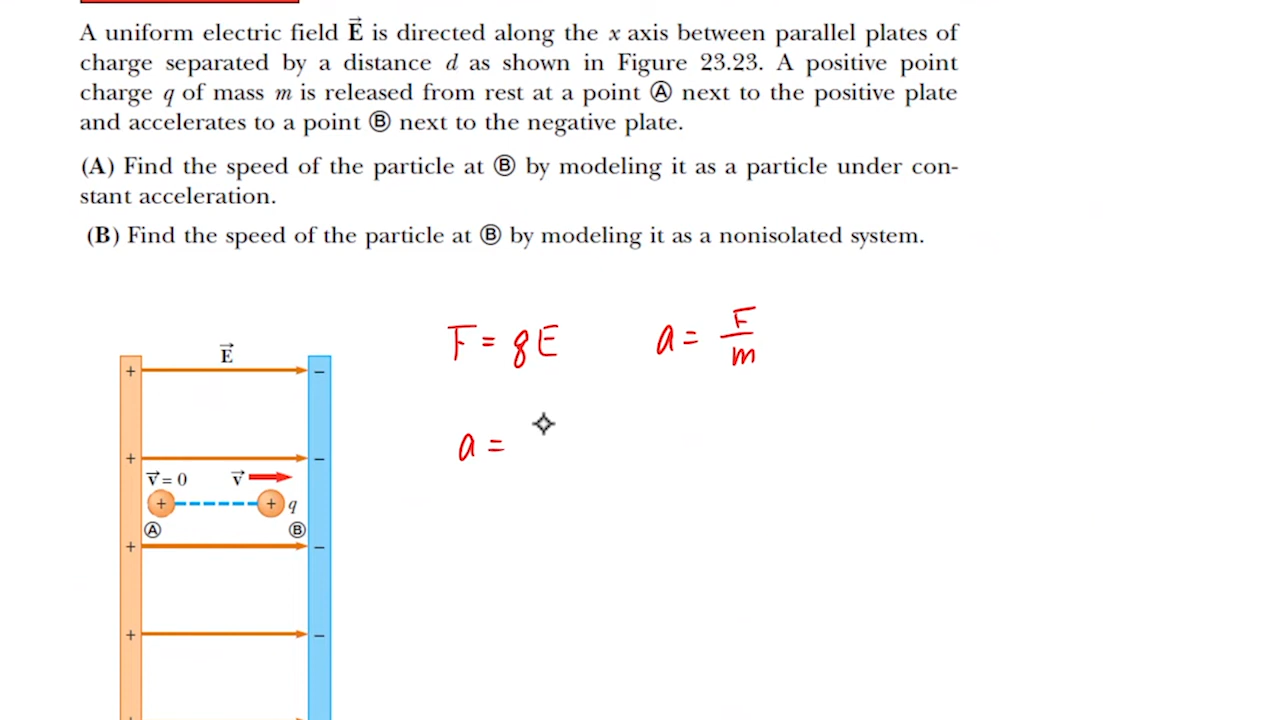 A uniform electric field E⃗ is directed along the x axis between parallel plates of
charge separated by a distance d as shown in Figure 23.23. A positive point
charge q of mass m is released from rest at a point Ⓐ next to the positive plate
and accelerates to a point Ⓑ next to the negative plate.
(A) Find the speed of the particle at Ⓑ by modeling it as a particle under con-
stant acceleration.
(B) Find the speed of the particle at Ⓑ by modeling it as a nonisolated system.
F = qE a = F/m
a =
E⃗
+ −
+ −
v⃗ = 0 v⃗
+ + q
Ⓐ Ⓑ
+ −
+ −
+